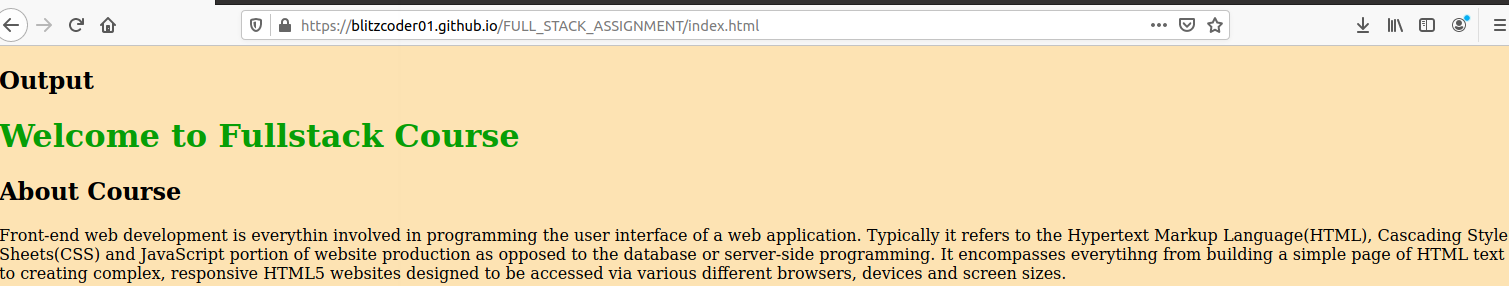 https://blitzcoder01.github.io/FULL_STACK_ASSIGNMENT/index.html
Output
Welcome to Fullstack Course
About Course
Front-end web development is everythin involved in programming the user interface of a web application. Typically it refers to the Hypertext Markup Language(HTML), Cascading Style
Sheets(CSS) and JavaScript portion of website production as opposed to the database or server-side programming. It encompasses everytihng from building a simple page of HTML text
to creating complex, responsive HTML5 websites designed to be accessed via various different browsers, devices and screen sizes.